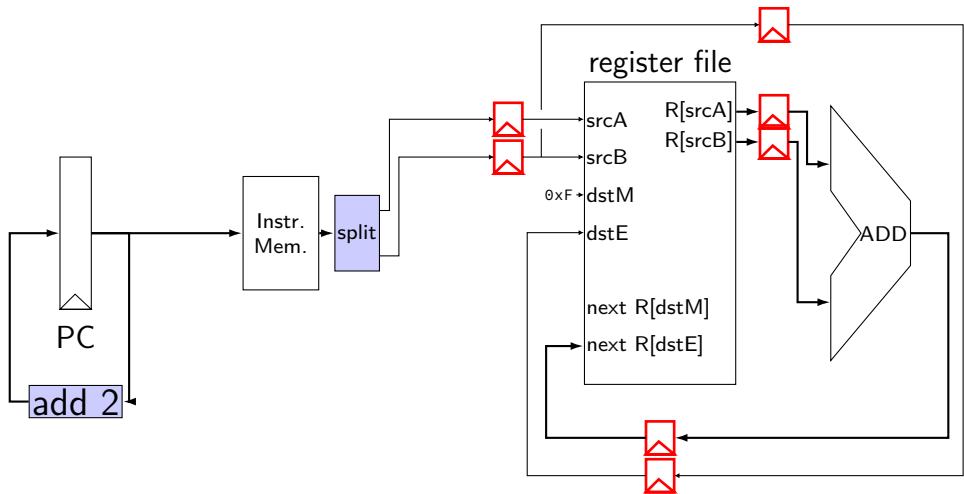 register file
srcA
srcB
0xF
dstM
dstE
next R[dstM]
next R[dstE]
R[srcA]
R[srcB]
ADD
Instr.
Mem.
split
PC
add 2